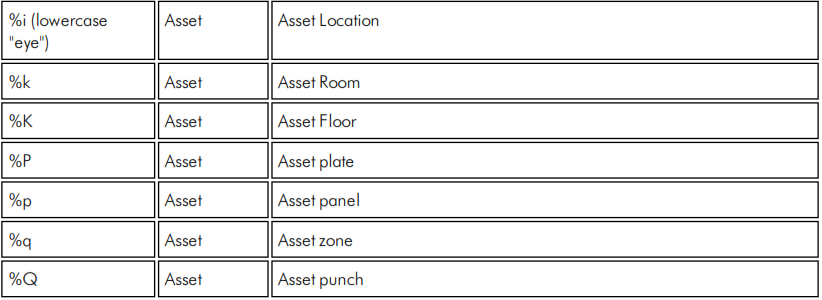 %i (lowercase Asset Asset Location
"eye")
%k Asset Asset Room
%K Asset Asset Floor
%P Asset Asset plate
%p Asset Asset panel
%q Asset Asset zone
%Q Asset Asset punch